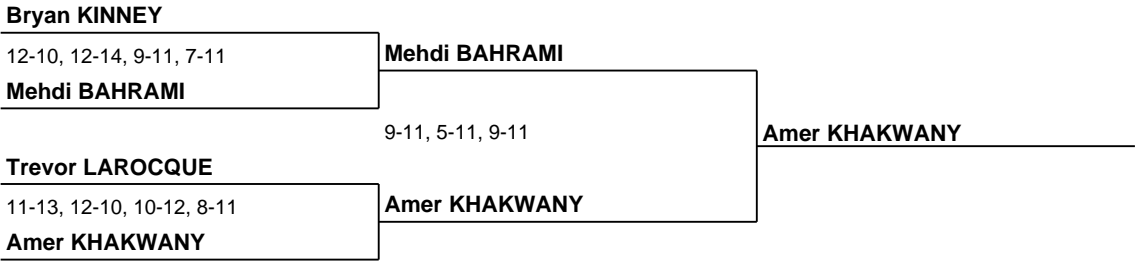 Bryan KINNEY
12-10, 12-14, 9-11, 7-11
Mehdi BAHRAMI
Mehdi BAHRAMI
9-11, 5-11, 9-11
Amer KHAKWANY
Trevor LAROCQUE
11-13, 12-10, 10-12, 8-11
Amer KHAKWANY
Amer KHAKWANY